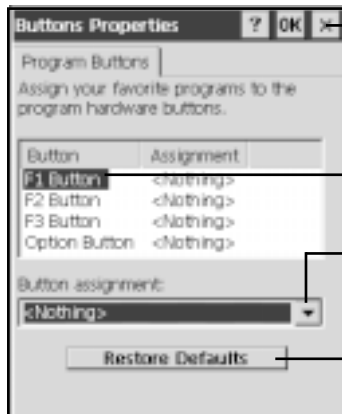 Buttons Properties ? OK ×
Program Buttons
Assign your favorite programs to the
program hardware buttons.
Button Assignment
F1 Button <Nothing>
F2 Button <Nothing>
F3 Button <Nothing>
Option Button <Nothing>
Button assignment:
<Nothing>
Restore Defaults